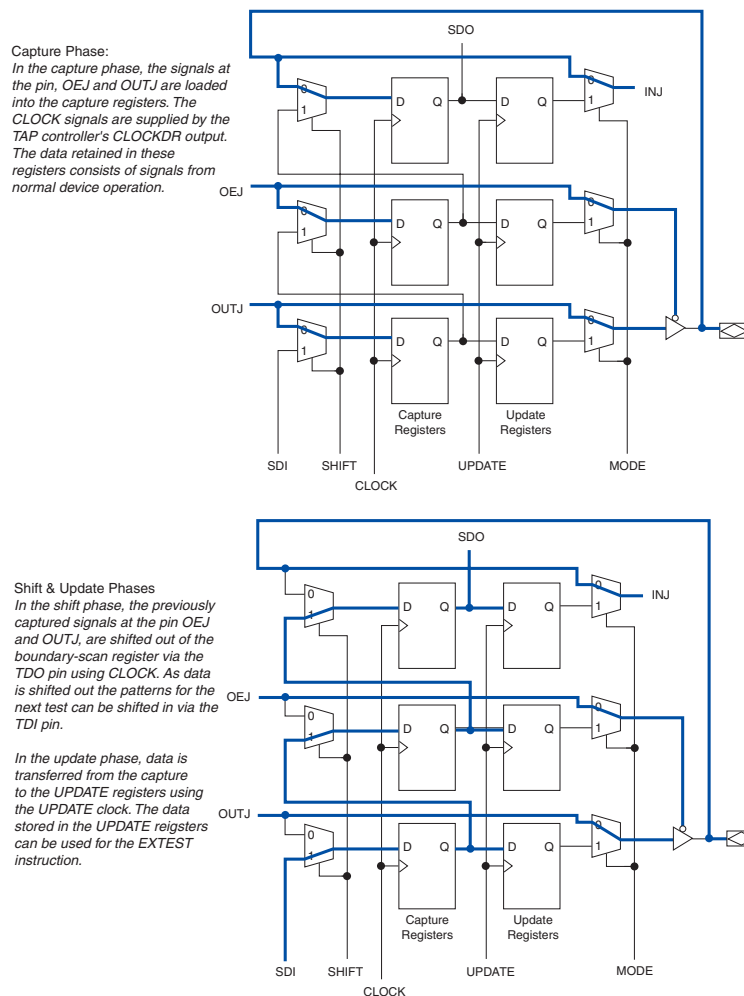 SDO
Capture Phase:
In the capture phase, the signals at
the pin, OEJ and OUTJ are loaded
into the capture registers. The
CLOCK signals are supplied by the
TAP controller's CLOCKDR output.
The data retained in these
registers consists of signals from
normal device operation.
0
1
D Q
D Q
0
1
INJ
OEJ
0
1
D Q
D Q
0
1
OUTJ
0
1
D Q
D Q
0
1
Capture
Registers
Update
Registers
SDI
SHIFT
UPDATE
MODE
CLOCK
SDO
Shift & Update Phases
In the shift phase, the previously
captured signals at the pin OEJ
and OUTJ, are shifted out of the
boundary-scan register via the
TDO pin using CLOCK. As data
is shifted out the patterns for the
next test can be shifted in via the
TDI pin.
In the update phase, data is
transferred from the capture
to the UPDATE registers using
the UPDATE clock. The data
stored in the UPDATE reigsters
can be used for the EXTEST
instruction.
0
1
D Q
D Q
0
1
INJ
OEJ
0
1
D Q
D Q
0
1
OUTJ
0
1
D Q
D Q
0
1
Capture
Registers
Update
Registers
SDI
SHIFT
UPDATE
MODE
CLOCK